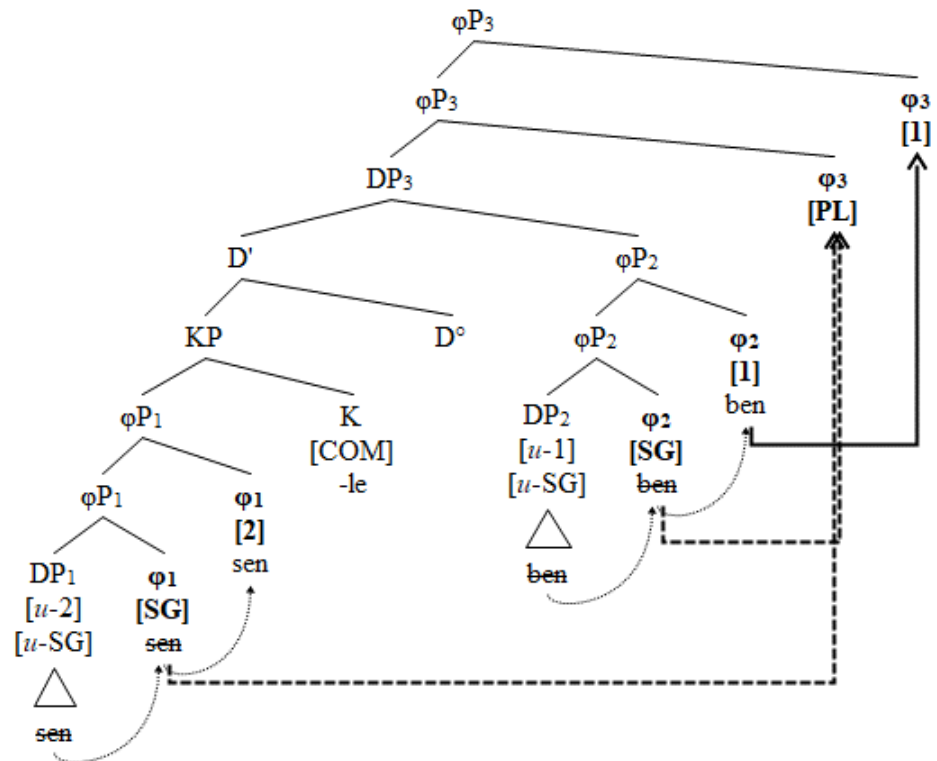 φP₃
φP₃ φ₃
[1]
DP₃ φ₃
[PL]
D' φP₂
KP D° φP₂ φ₂
[1]
ben
φP₁ K DP₂ φ₂
[COM] [u-1] [SG]
-le [u-SG] ben
φP₁ φ₁
[2]
sen
ben
DP₁ φ₁
[u-2] [SG]
[u-SG] sen
sen